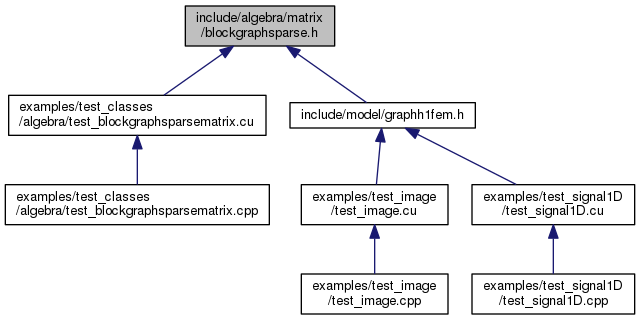 include/algebra/matrix
/blockgraphsparse.h
examples/test_classes
/algebra/test_blockgraphsparsematrix.cu
include/model/graphh1fem.h
examples/test_classes
/algebra/test_blockgraphsparsematrix.cpp
examples/test_image
/test_image.cu
examples/test_signal1D
/test_signal1D.cu
examples/test_image
/test_image.cpp
examples/test_signal1D
/test_signal1D.cpp